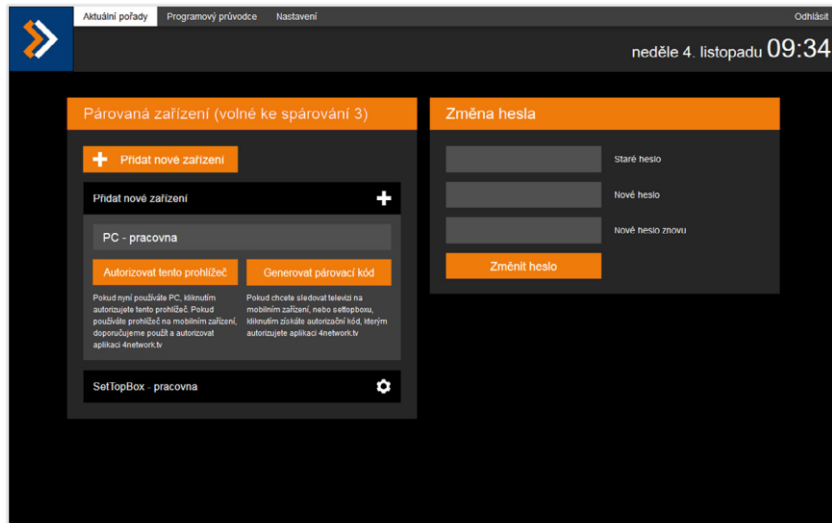 Aktuální pořady Programový průvodce Nastavení Odhlásit
neděle 4. listopadu 09:34
Párovaná zařízení (volné ke spárování 3)
Přidat nové zařízení
Přidat nové zařízení
PC - pracovna
Autorizovat tento prohlížeč Generovat párovací kód
Pokud nyní používáte PC, kliknutím
autorizujete tento prohlížeč. Pokud
používáte prohlížeč na mobilním zařízení,
doporučujeme použít a autorizovat
aplikaci 4network.tv
Pokud chcete sledovat televizi na
mobilním zařízení, nebo settopboxu,
kliknutím získáte autorizační kód, kterým
autorizujete aplikaci 4network.tv
SetTopBox - pracovna
Změna hesla
Staré heslo
Nové heslo
Nové heslo znovu
Změnit heslo